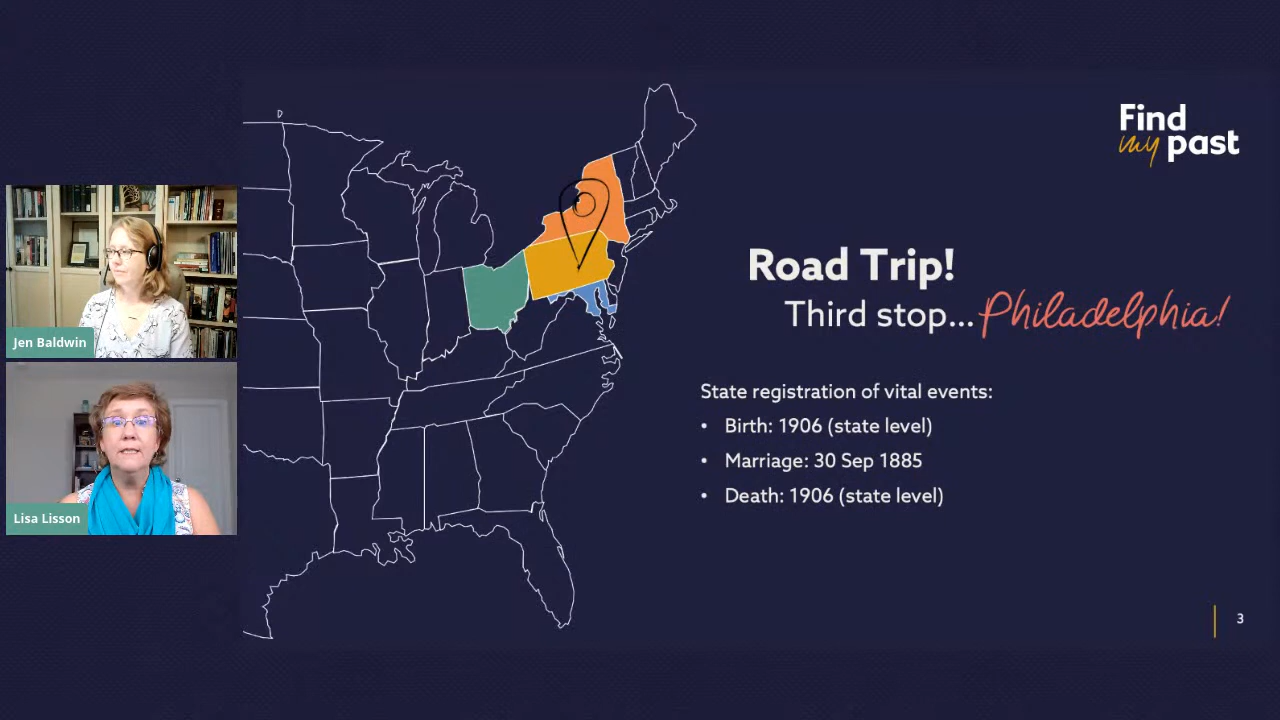 Find
my past
Jen Baldwin
Lisa Lisson
Road Trip!
Third stop... Philadelphia!
State registration of vital events:
• Birth: 1906 (state level)
• Marriage: 30 Sep 1885
• Death: 1906 (state level)
3